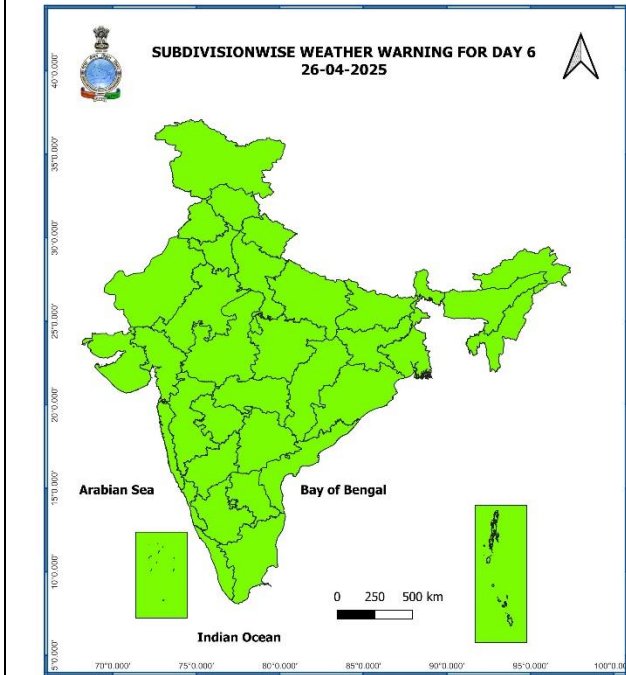 SUBDIVISIONWISE WEATHER WARNING FOR DAY 6
26-04-2025
40°0.000'
35°0.000'
30°0.000'
25°0.000'
20°0.000'
15°0.000'
10°0.000'
5°0.000'
Arabian Sea
Bay of Bengal
0 250 500 km
Indian Ocean
70°0.000' 75°0.000' 80°0.000' 85°0.000' 90°0.000' 95°0.000' 100°0.000'